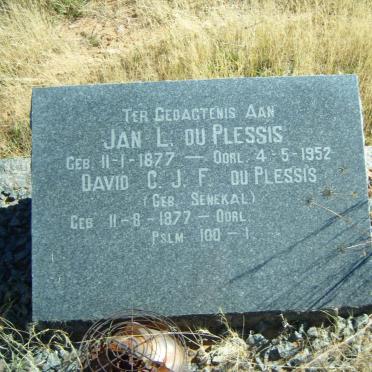 TER GEDAGTENIS AAN
JAN L. DU PLESSIS
GEB. 11-1-1877 — OORL. 4-5-1952
DAVID C. J. F. DU PLESSIS
(GEB. SENEKAL)
GEB. 11-8-1877 — OORL.
PSLM 100-1